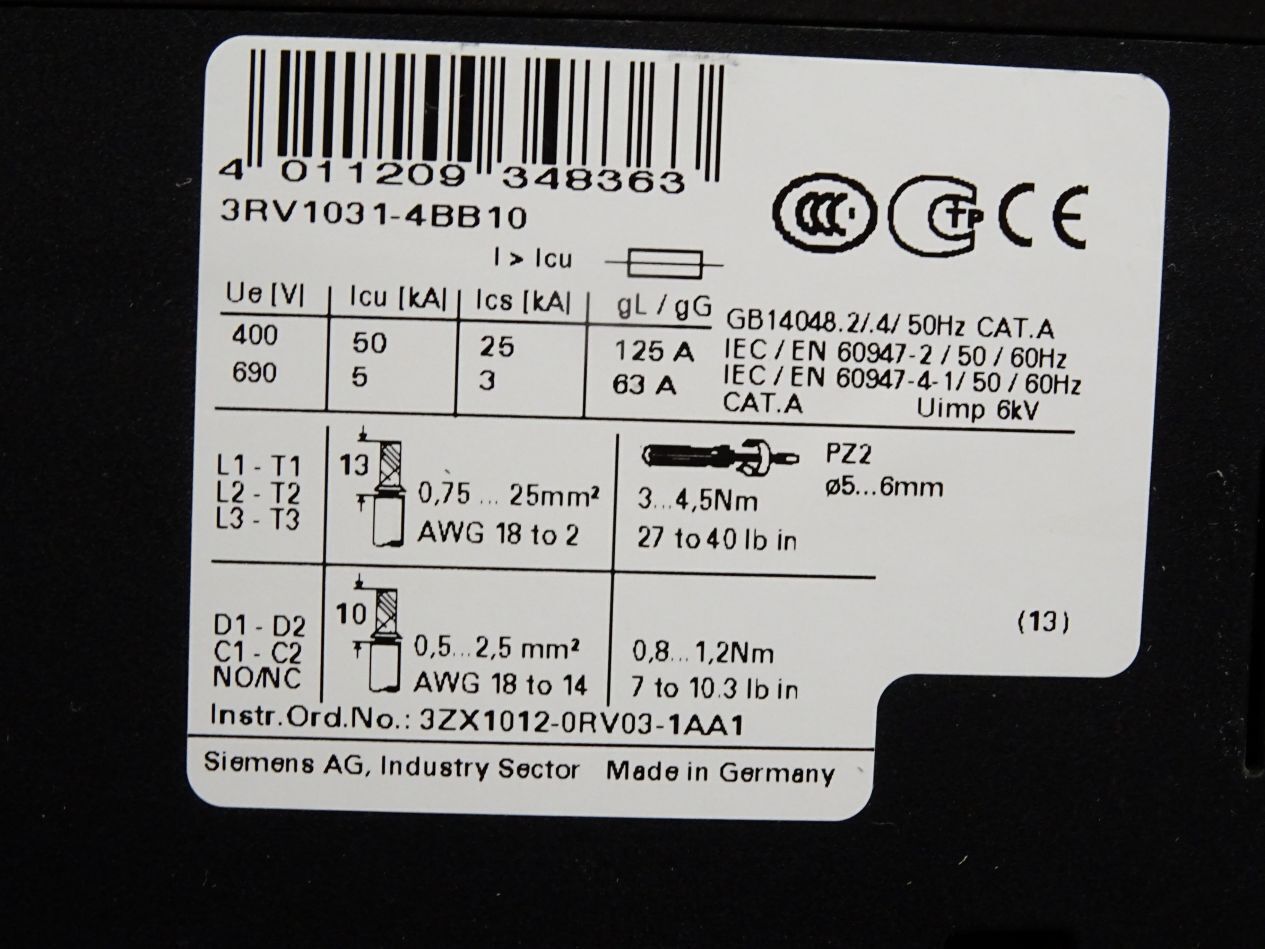 4 011209 348363
3RV1031-4BB10
I > Icu
Ue [V] Icu [kA] Ics [kA] gL / gG
400 50 25 125 A
690 5 3 63 A
GB14048.2/.4/ 50Hz CAT.A
IEC / EN 60947-2 / 50 / 60Hz
IEC / EN 60947-4-1/ 50 / 60Hz
CAT.A Uimp 6kV
CCC
CTP
CE
L1 - T1
L2 - T2
L3 - T3
13
0,75 ... 25mm²
AWG 18 to 2
3...4,5Nm
27 to 40 lb in
PZ2
ø5...6mm
D1 - D2
C1 - C2
NO/NC
10
0,5...2,5 mm²
AWG 18 to 14
0,8...1,2Nm
7 to 10.3 lb in
(13)
Instr.Ord.No.: 3ZX1012-0RV03-1AA1
Siemens AG, Industry Sector Made in Germany